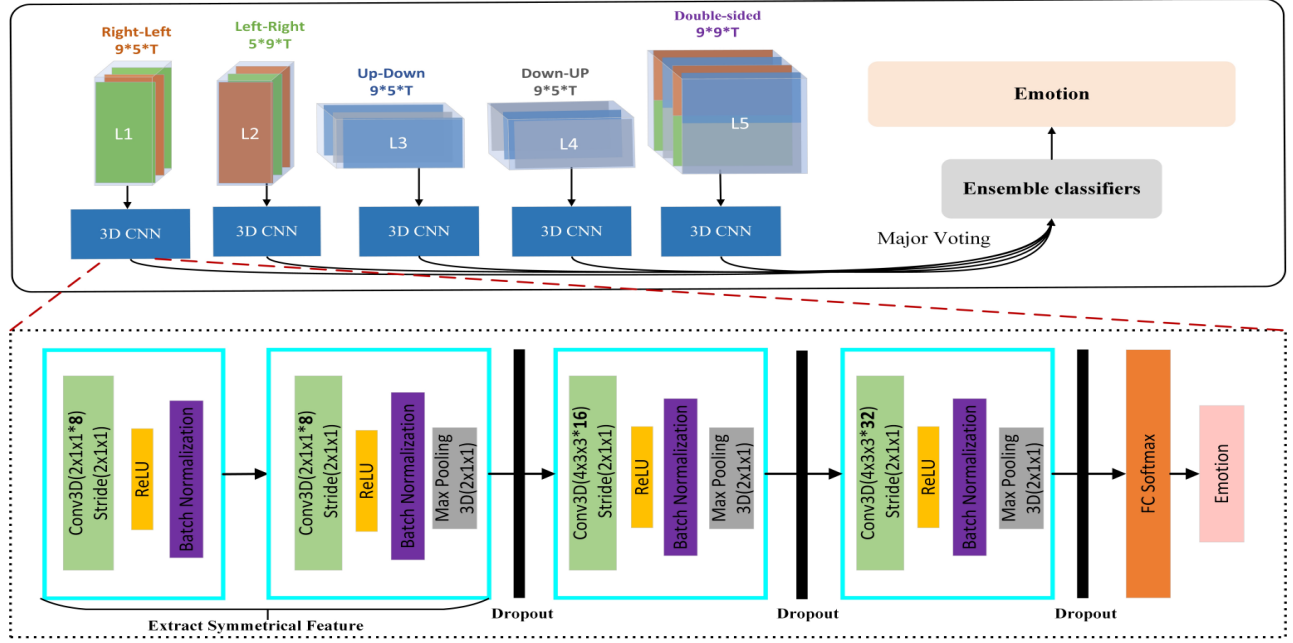 Right-Left
9*5*T
Left-Right
5*9*T
Up-Down
9*5*T
Down-UP
9*5*T
Double-sided
9*9*T
L1
L2
L3
L4
L5
3D CNN
3D CNN
3D CNN
3D CNN
3D CNN
Major Voting
Emotion
Ensemble classifiers
Conv3D(2x1x1*8)
Stride(2x1x1)
ReLU
Batch Normalization
Conv3D(2x1x1*8)
Stride(2x1x1)
ReLU
Batch Normalization
Max Pooling
3D(2x1x1)
Extract Symmetrical Feature
Dropout
Conv3D(4x3x3*16)
Stride(2x1x1)
ReLU
Batch Normalization
Max Pooling
3D(2x1x1)
Dropout
Conv3D(4x3x3*32)
Stride(2x1x1)
ReLU
Batch Normalization
Max Pooling
3D(2x1x1)
Dropout
FC Softmax
Emotion